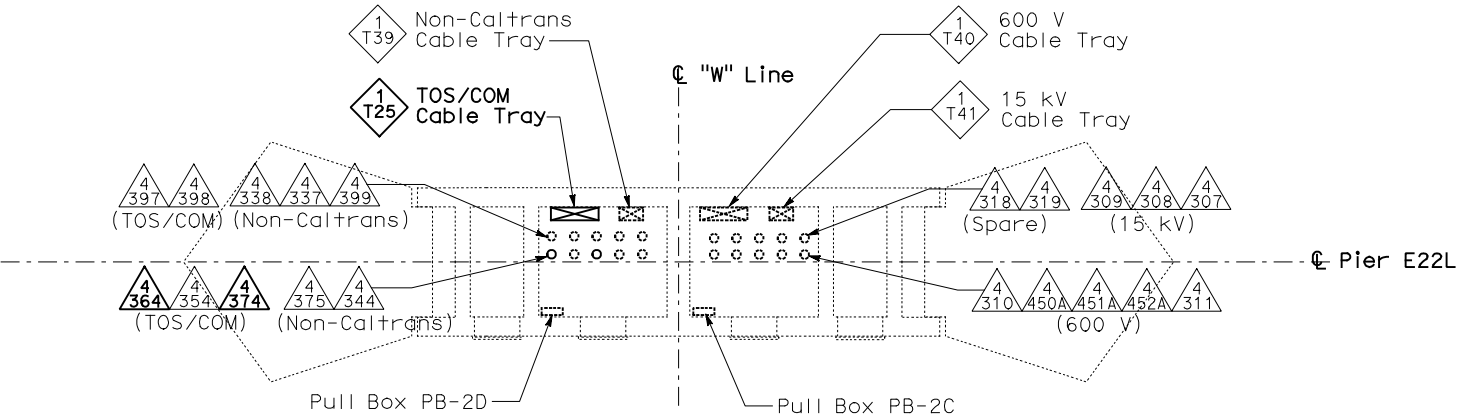 1
T39
Non-Caltrans
Cable Tray
1
T40
600 V
Cable Tray
℄ "W" Line
1
T25
TOS/COM
Cable Tray
1
T41
15 kV
Cable Tray
4
397
4
398
4
338
4
337
4
399
(TOS/COM)
(Non-Caltrans)
4
318
4
319
4
309
4
308
4
307
(Spare)
(15 kV)
℄ Pier E22L
4
364
4
354
4
374
4
375
4
344
(TOS/COM)
(Non-Caltrans)
4
310
4
450A
4
451A
4
452A
4
311
(600 V)
Pull Box PB-2D
Pull Box PB-2C